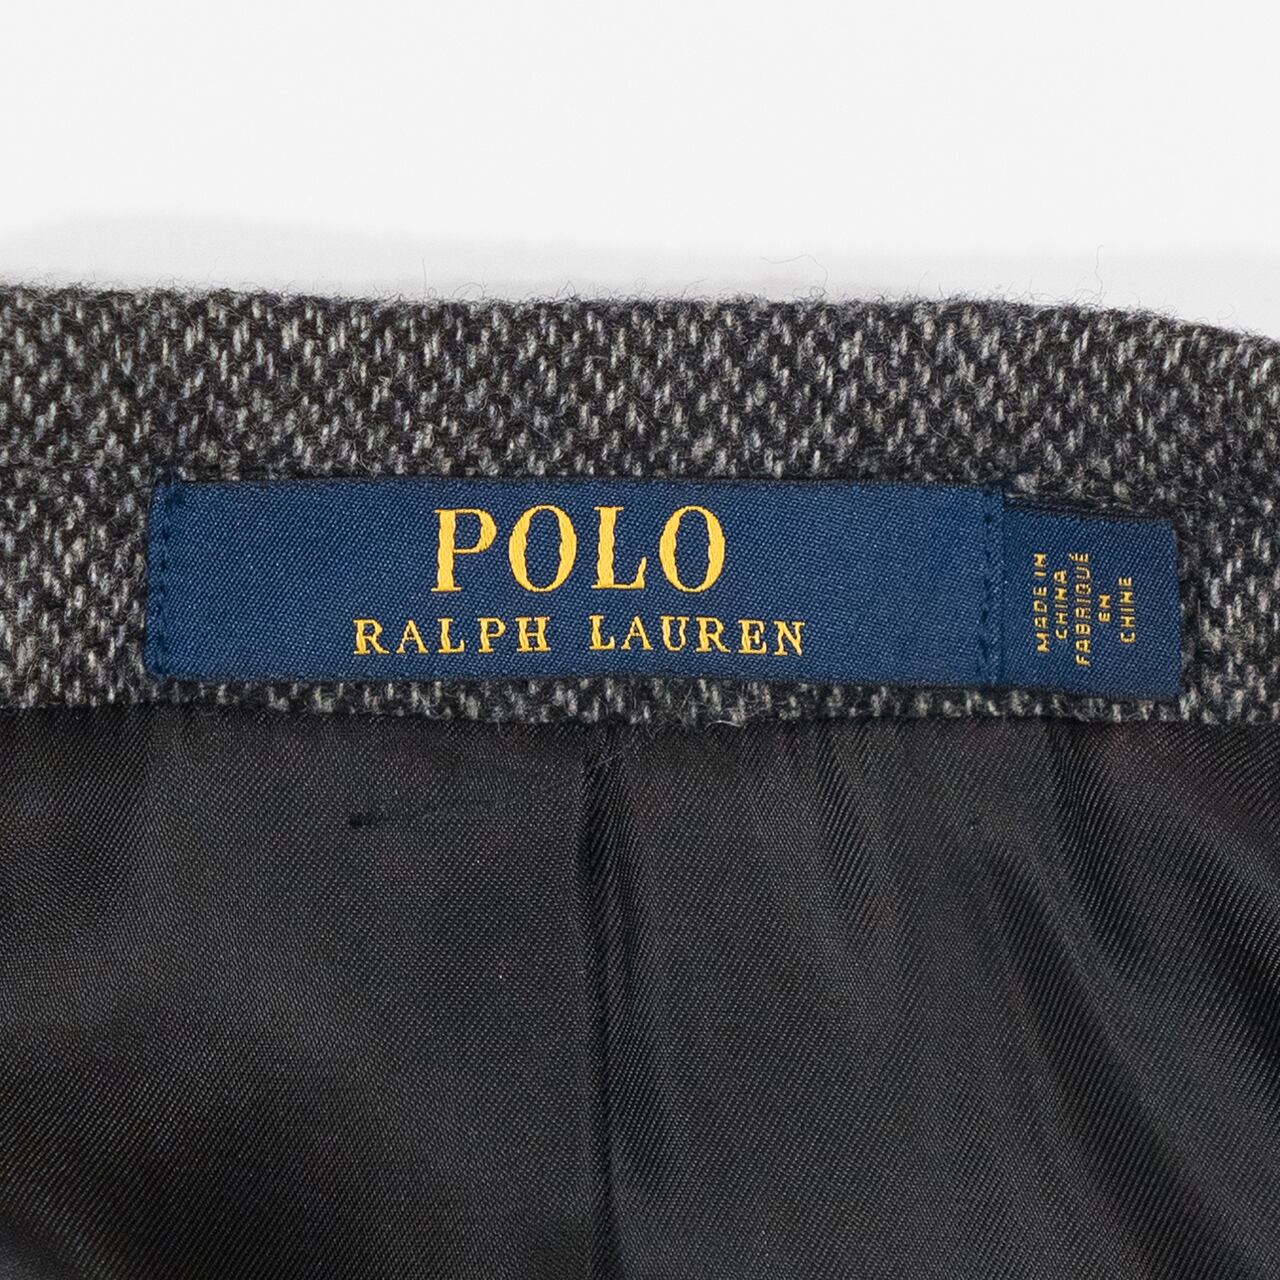 POLO
RALPH LAUREN
MADE IN
CHINA
FABRIQUÉ
EN
CHINE